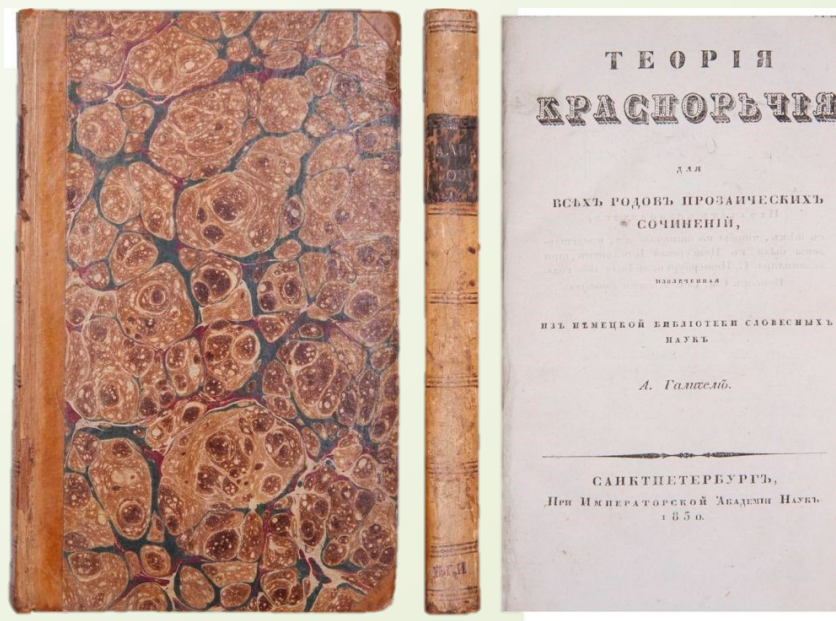 ТЕОРІЯ
КРАСНОРѢЧІЯ
ДЛЯ
ВСѢХЪ РОДОВЪ ПРОЗАИЧЕСКИХЪ
СОЧИНЕНІЙ,
ИЗВЛЕЧЕННАЯ
ИЗЪ НѢМЕЦКОЙ БИБЛІОТЕКИ СЛОВЕСНЫХЪ
НАУКЪ
А. Галичемъ.
САНКТПЕТЕРБУРГЪ,
При Императорской Академіи Наукъ
1830.